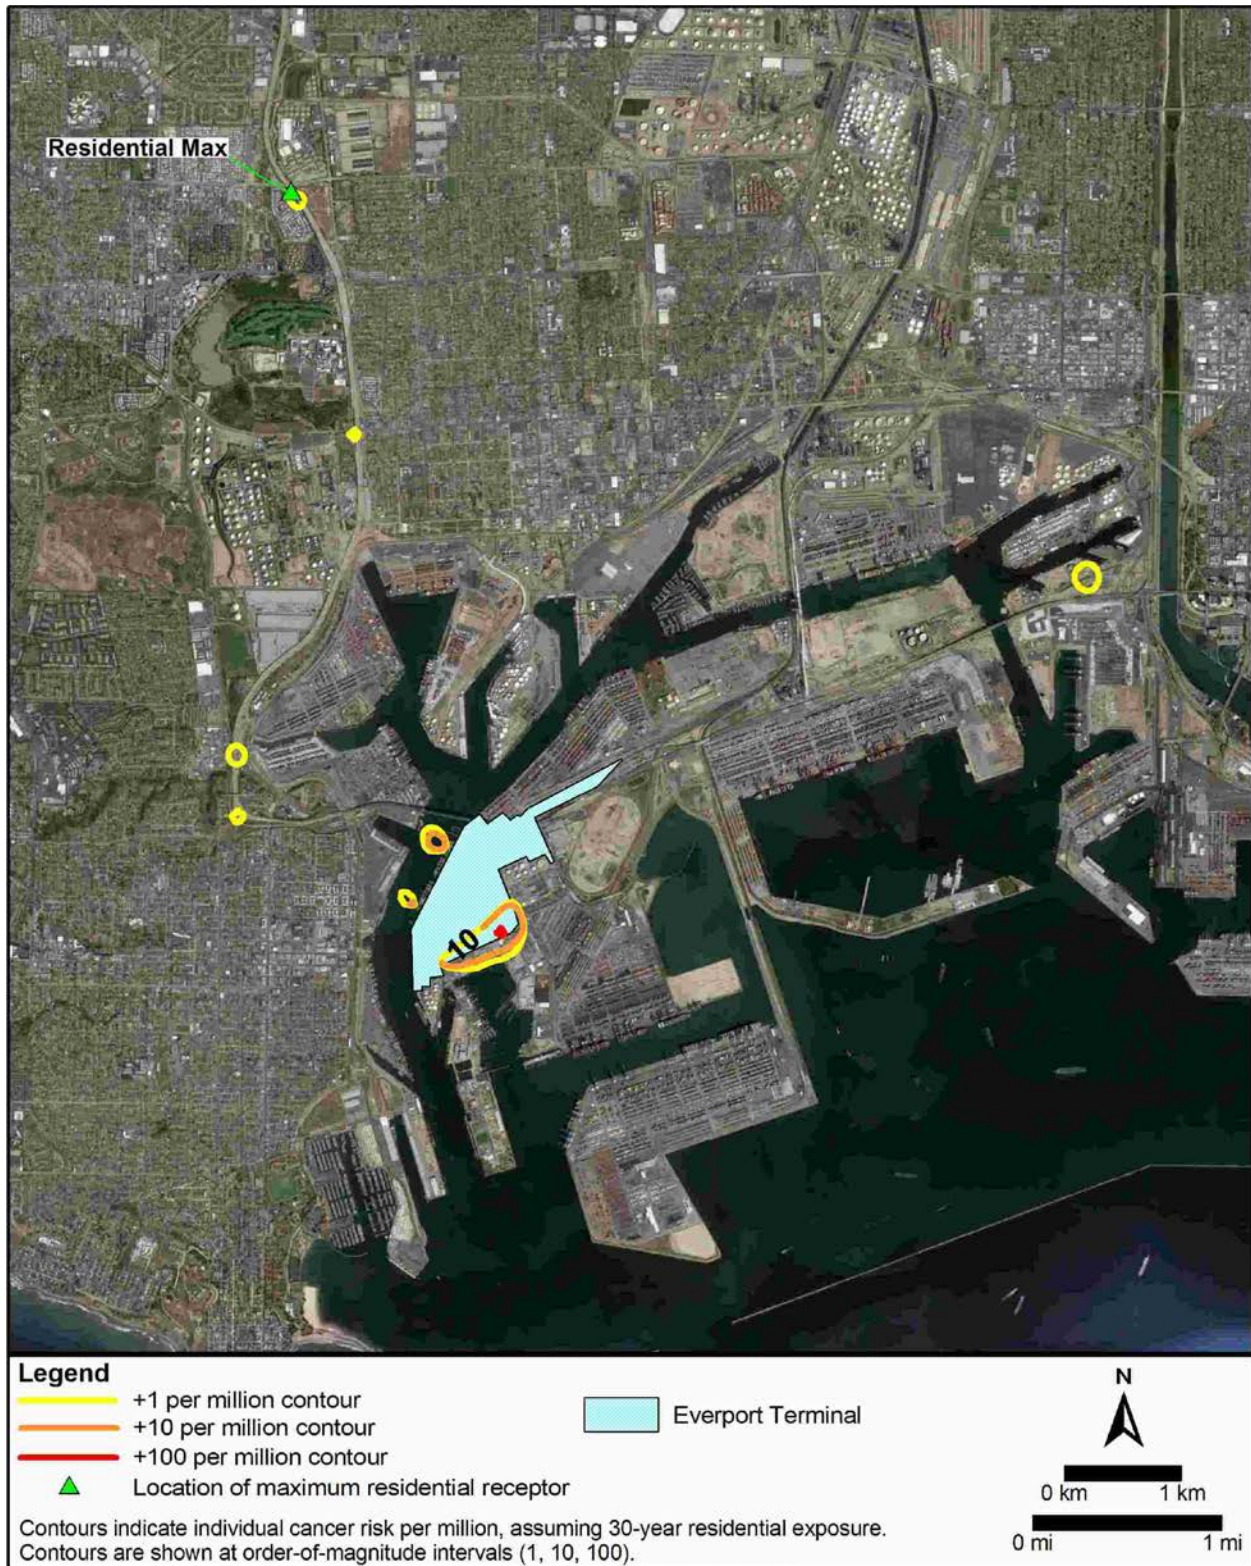 Residential Max
10
Legend
+1 per million contour
+10 per million contour
+100 per million contour
Location of maximum residential receptor
Everport Terminal
N
0 km 1 km
0 mi 1 mi
Contours indicate individual cancer risk per million, assuming 30-year residential exposure.
Contours are shown at order-of-magnitude intervals (1, 10, 100).